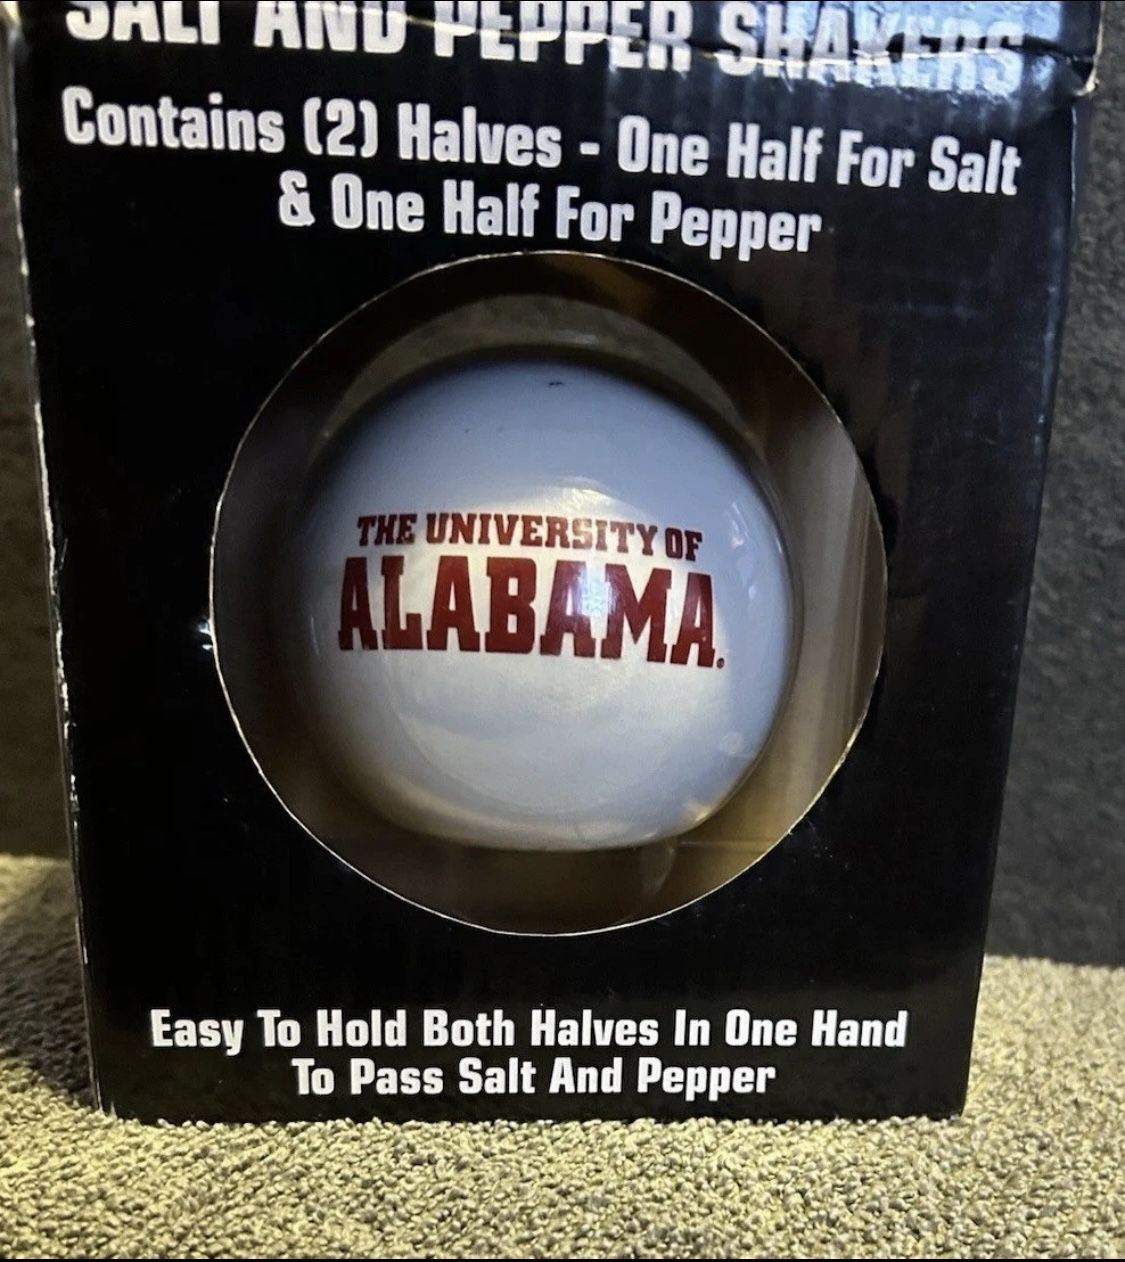 SALT AND PEPPER SHAKERS
Contains (2) Halves - One Half For Salt
& One Half For Pepper
THE UNIVERSITY OF
ALABAMA®
Easy To Hold Both Halves In One Hand
To Pass Salt And Pepper